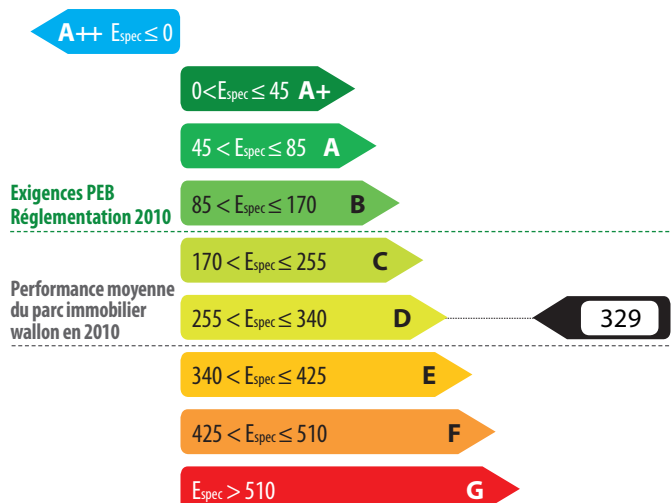 A++ Espec ≤ 0
0<Espec ≤ 45 A+
45 < Espec ≤ 85 A
Exigences PEB
Réglementation 2010
85 < Espec ≤ 170 B
170 < Espec ≤ 255 C
Performance moyenne
du parc immobilier
wallon en 2010
255 < Espec ≤ 340 D
329
340 < Espec ≤ 425 E
425 < Espec ≤ 510 F
Espec > 510 G